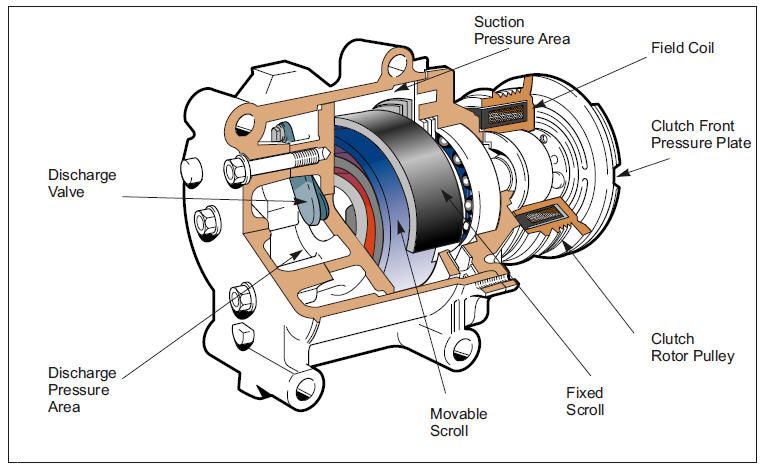 Suction
Pressure Area
Field Coil
Clutch Front
Pressure Plate
Discharge
Valve
Clutch
Rotor Pulley
Discharge
Pressure
Area
Fixed
Scroll
Movable
Scroll